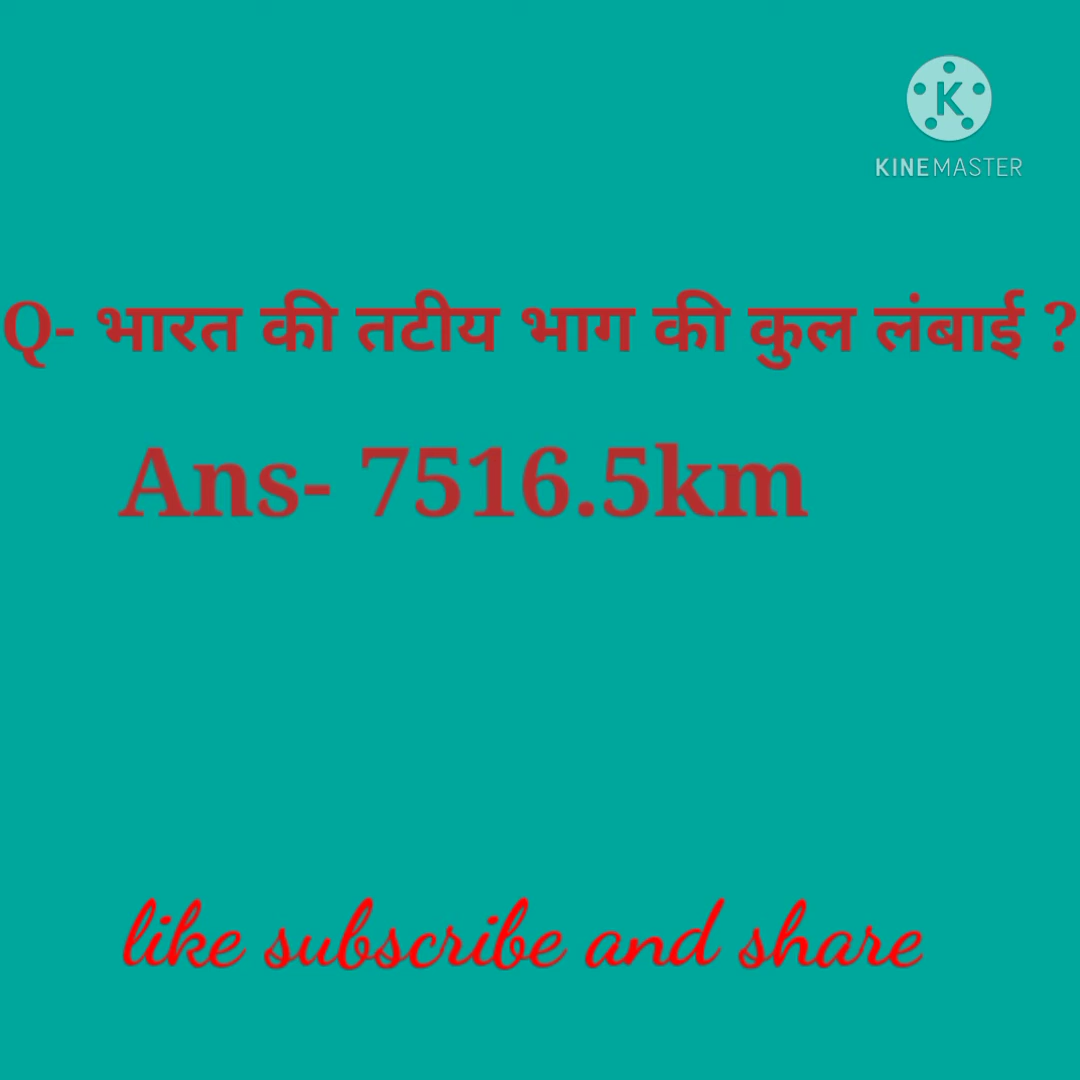 K
KINEMASTER
Q- भारत की तटीय भाग की कुल लंबाई ?
Ans- 7516.5km
like subscribe and share